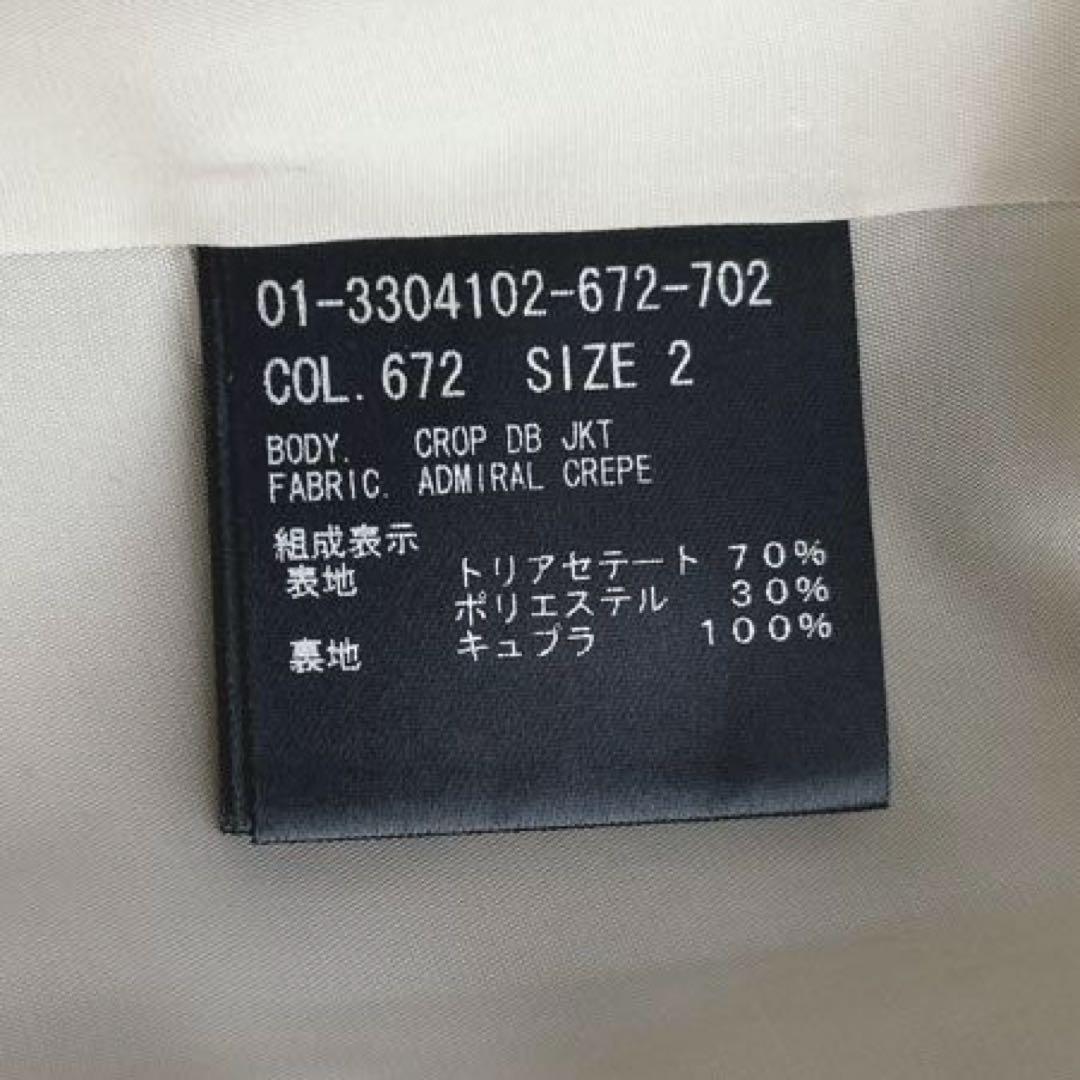 01-3304102-672-702
COL. 672 SIZE 2
BODY. CROP DB JKT
FABRIC. ADMIRAL CREPE
組成表示
表地 トリアセテート 70%
ポリエステル 30%
裏地 キュプラ 100%